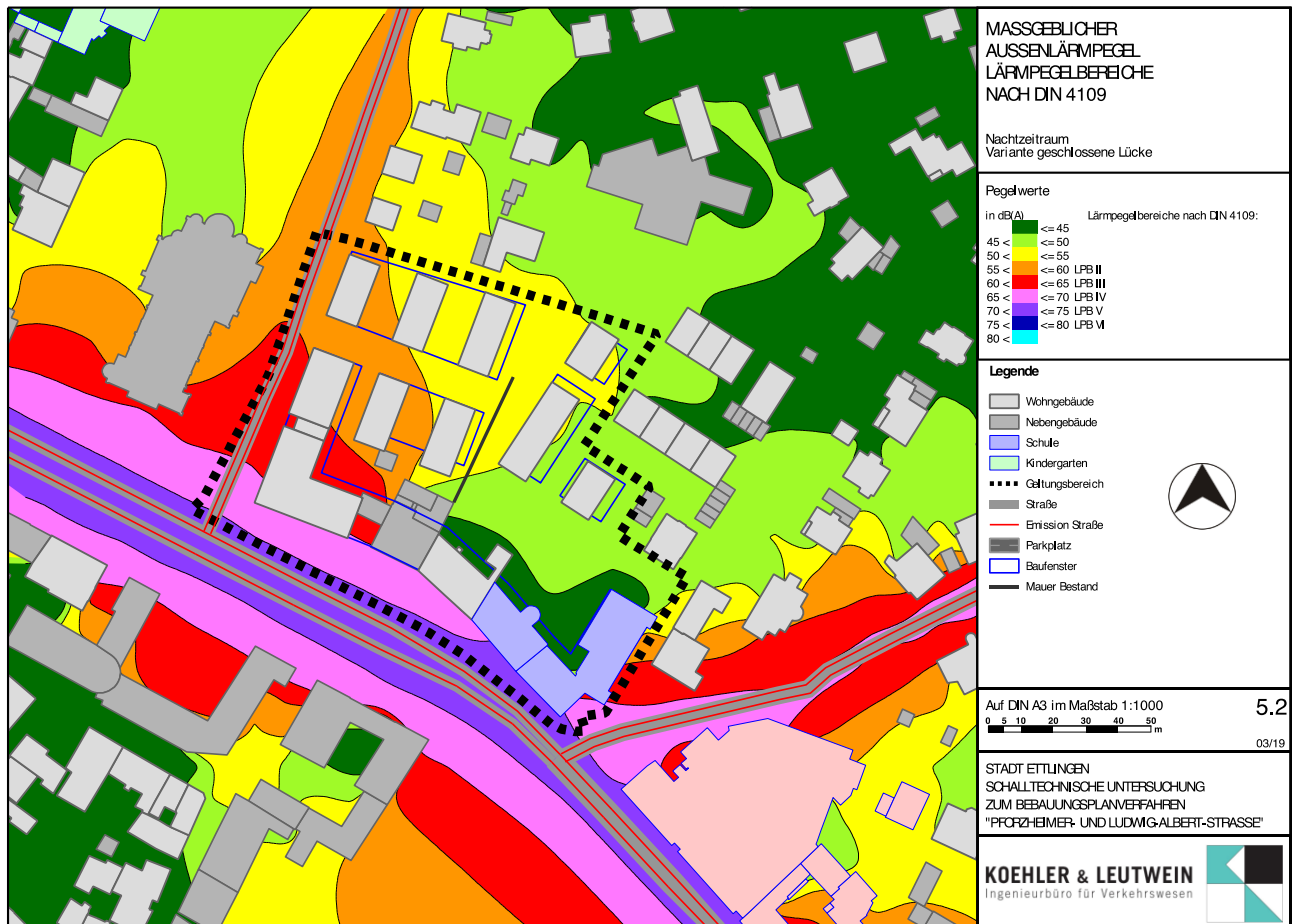 MASSGEBLICHER
AUSSENLÄRMPEGEL
LÄRMPEGELBEREICHE
NACH DIN 4109
Nachtzeitraum
Variante geschlossene Lücke
Pegelwerte
in dB(A) Lärmpegelbereiche nach DIN 4109:
<= 45
45 < <= 50
50 < <= 55
55 < <= 60 LPB II
60 < <= 65 LPB III
65 < <= 70 LPB IV
70 < <= 75 LPB V
75 < <= 80 LPB VI
80 <
Legende
Wohngebäude
Nebengebäude
Schule
Kindergarten
Geltungsbereich
Straße
Emission Straße
Parkplatz
Baufenster
Mauer Bestand
Auf DIN A3 im Maßstab 1:1000 5.2
0 5 10 20 30 40 50
m
03/19
STADT ETTLINGEN
SCHALLTECHNISCHE UNTERSUCHUNG
ZUM BEBAUUNGSPLANVERFAHREN
"PFORZHEIMER- UND LUDWIG-ALBERT-STRASSE"
KOEHLER & LEUTWEIN
Ingenieurbüro für Verkehrswesen